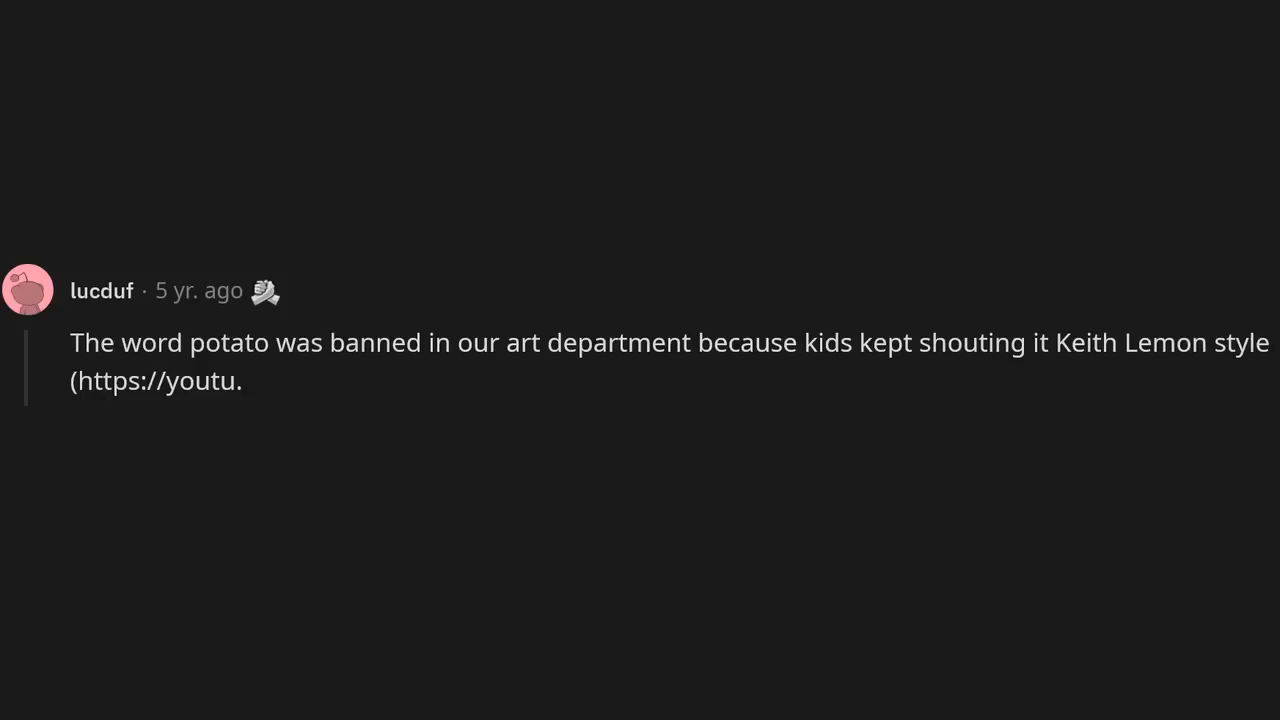 lucduf · 5 yr. ago
The word potato was banned in our art department because kids kept shouting it Keith Lemon style
(https://youtu.